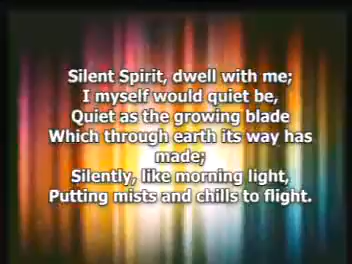 Silent Spirit, dwell with me;
I myself would quiet be,
Quiet as the growing blade
Which through earth its way has
made;
Silently, like morning light,
Putting mists and chills to flight.